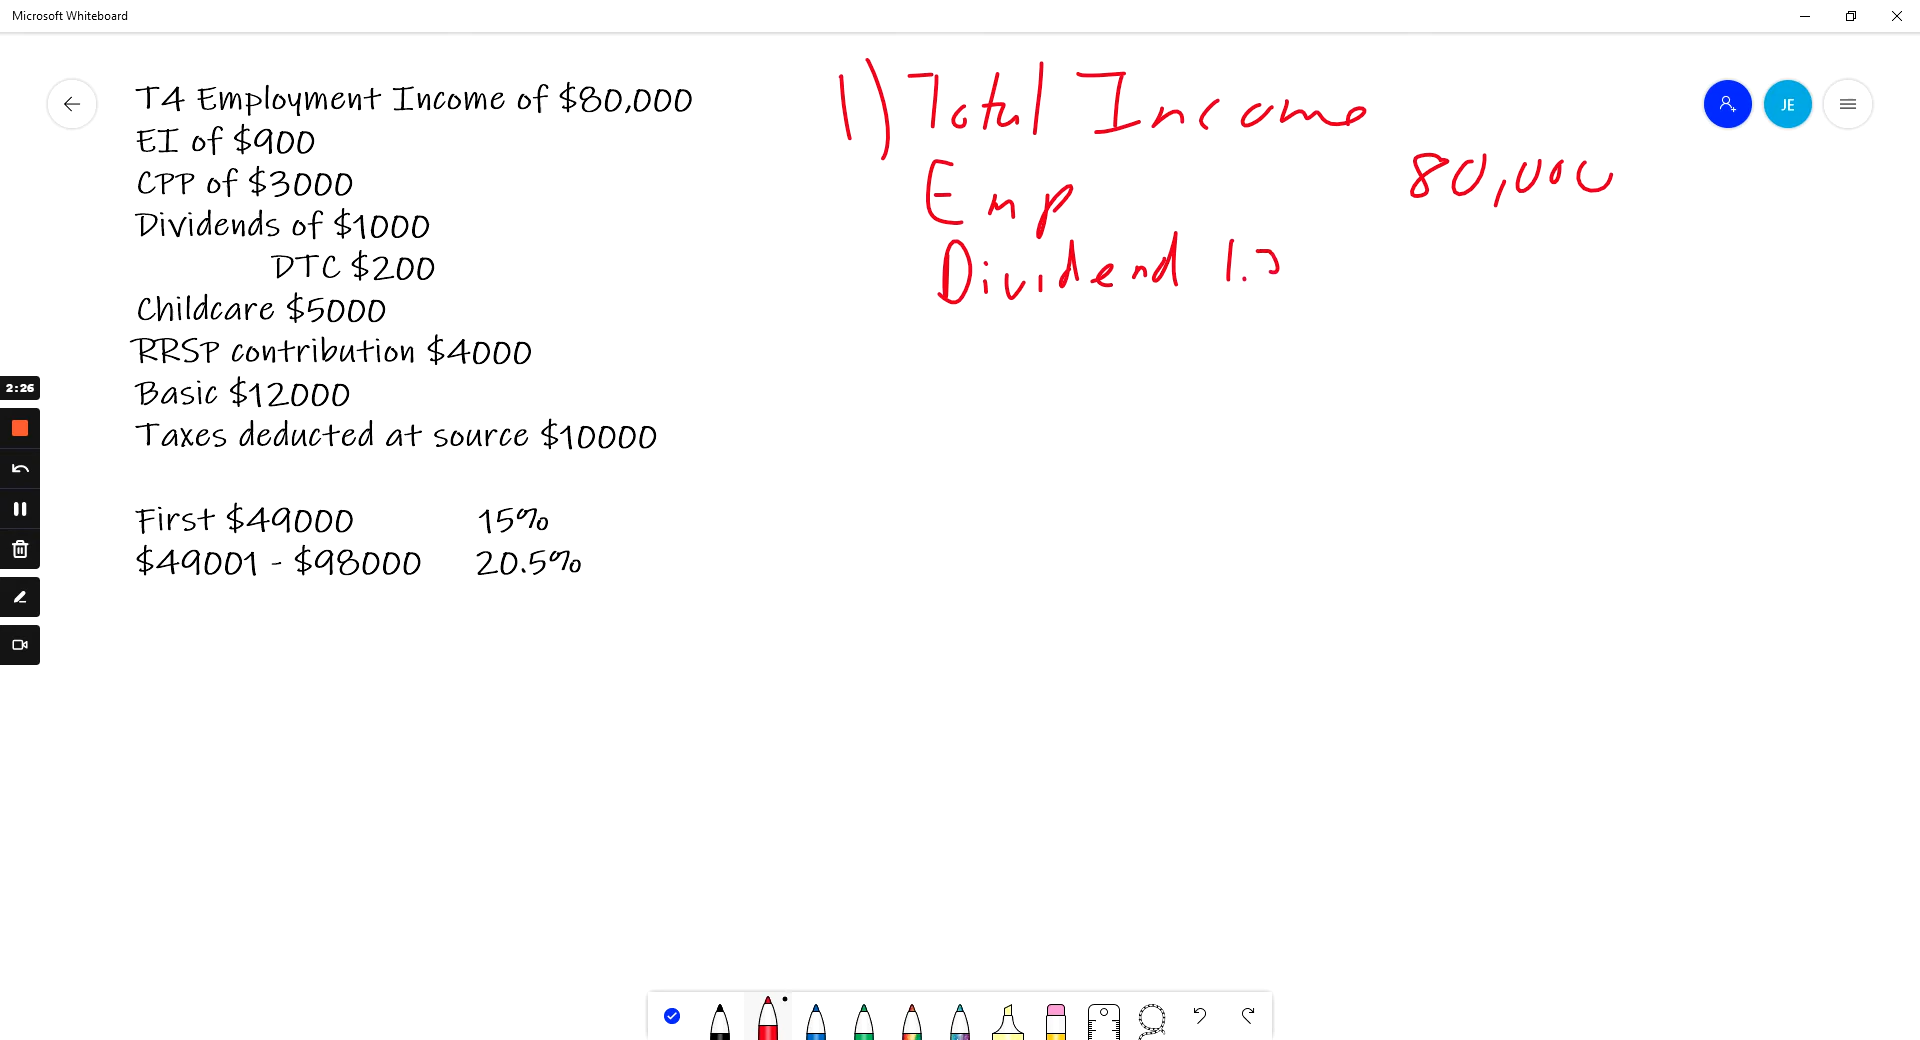 Microsoft Whiteboard
T4 Employment Income of $80,000
EI of $900
CPP of $3000
Dividends of $1000
DTC $200
Childcare $5000
RRSP contribution $4000
Basic $12000
Taxes deducted at source $10000
First $49000 15%
$49001 - $98000 20.5%
1) Total Income
Emp 80,000
Dividend 1.
JE
2:26